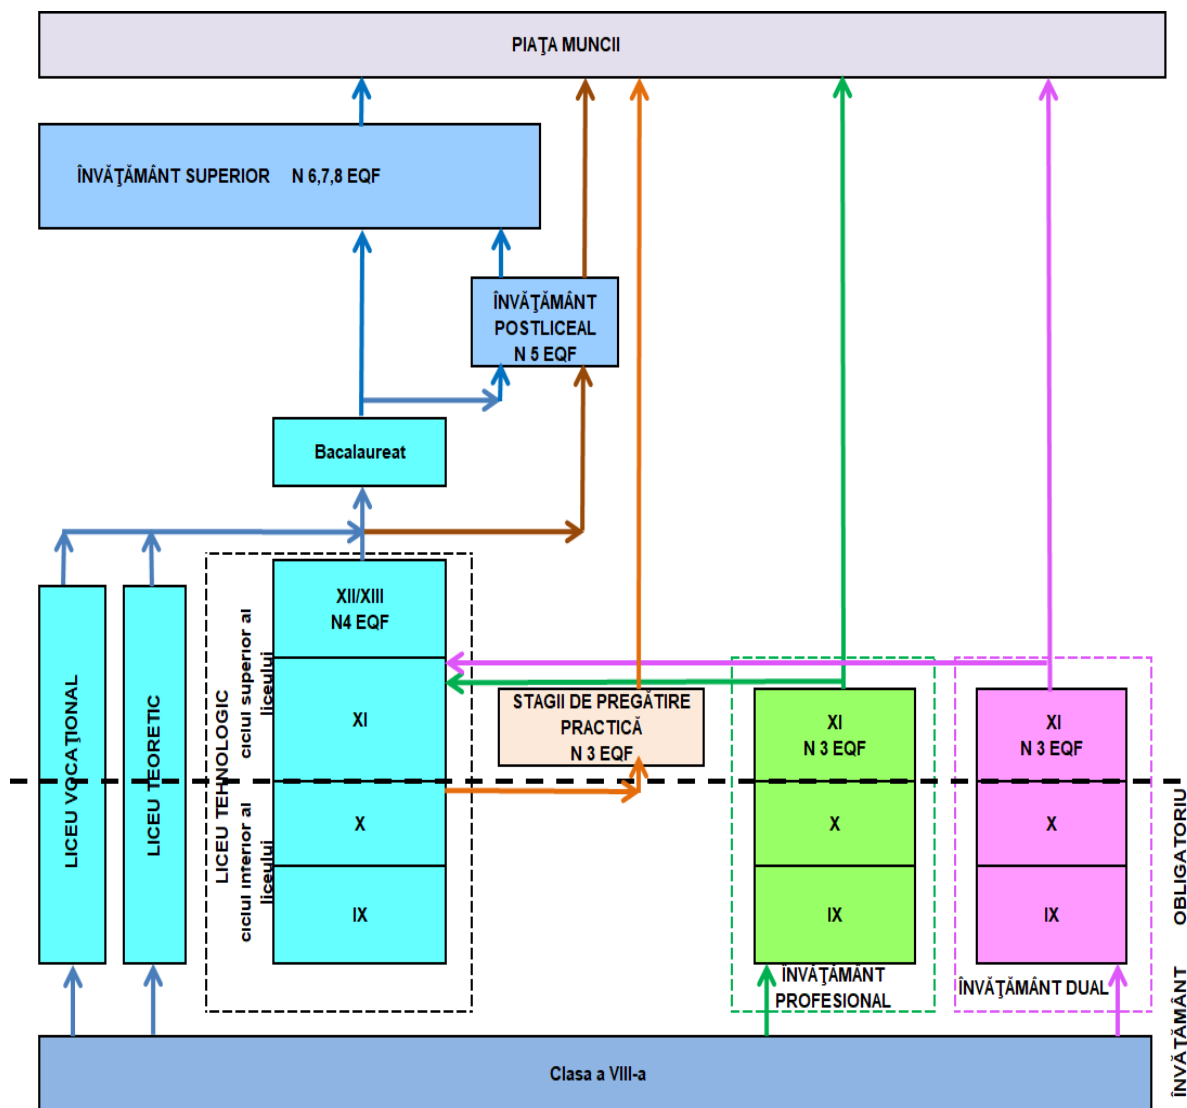 PIAŢA MUNCII
ÎNVĂŢĂMÂNT SUPERIOR N 6,7,8 EQF
ÎNVĂŢĂMÂNT
POSTLICEAL
N 5 EQF
Bacalaureat
LICEU VOCAŢIONAL
LICEU TEORETIC
LICEU TEHNOLOGIC
ciclul superior al
liceului
ciclul inferior al
liceului
XII/XIII
N4 EQF
XI
X
IX
STAGII DE PREGĂTIRE
PRACTICĂ
N 3 EQF
XI
N 3 EQF
X
IX
ÎNVĂŢĂMÂNT
PROFESIONAL
XI
N 3 EQF
X
IX
ÎNVĂŢĂMÂNT DUAL
ÎNVĂŢĂMÂNT OBLIGATORIU
Clasa a VIII-a